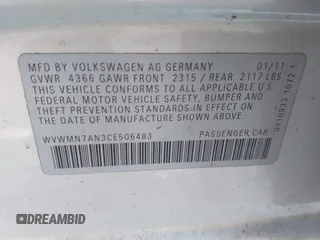 MFD BY VOLKSWAGEN AG GERMANY 01/11
GVWR 4366 GAWR FRONT 2315 / REAR 2117 LBS
THIS VEHICLE CONFORMS TO ALL APPLICABLE U.S.
FEDERAL MOTOR VEHICLE SAFETY, BUMPER AND
THEFT PREVENTION STANDARDS IN EFFECT ON
THE DATE OF MANUFACTURE SHOWN ABOVE.
WVWMN7AN3CE506483 PASSENGER CAR
DREAMBID